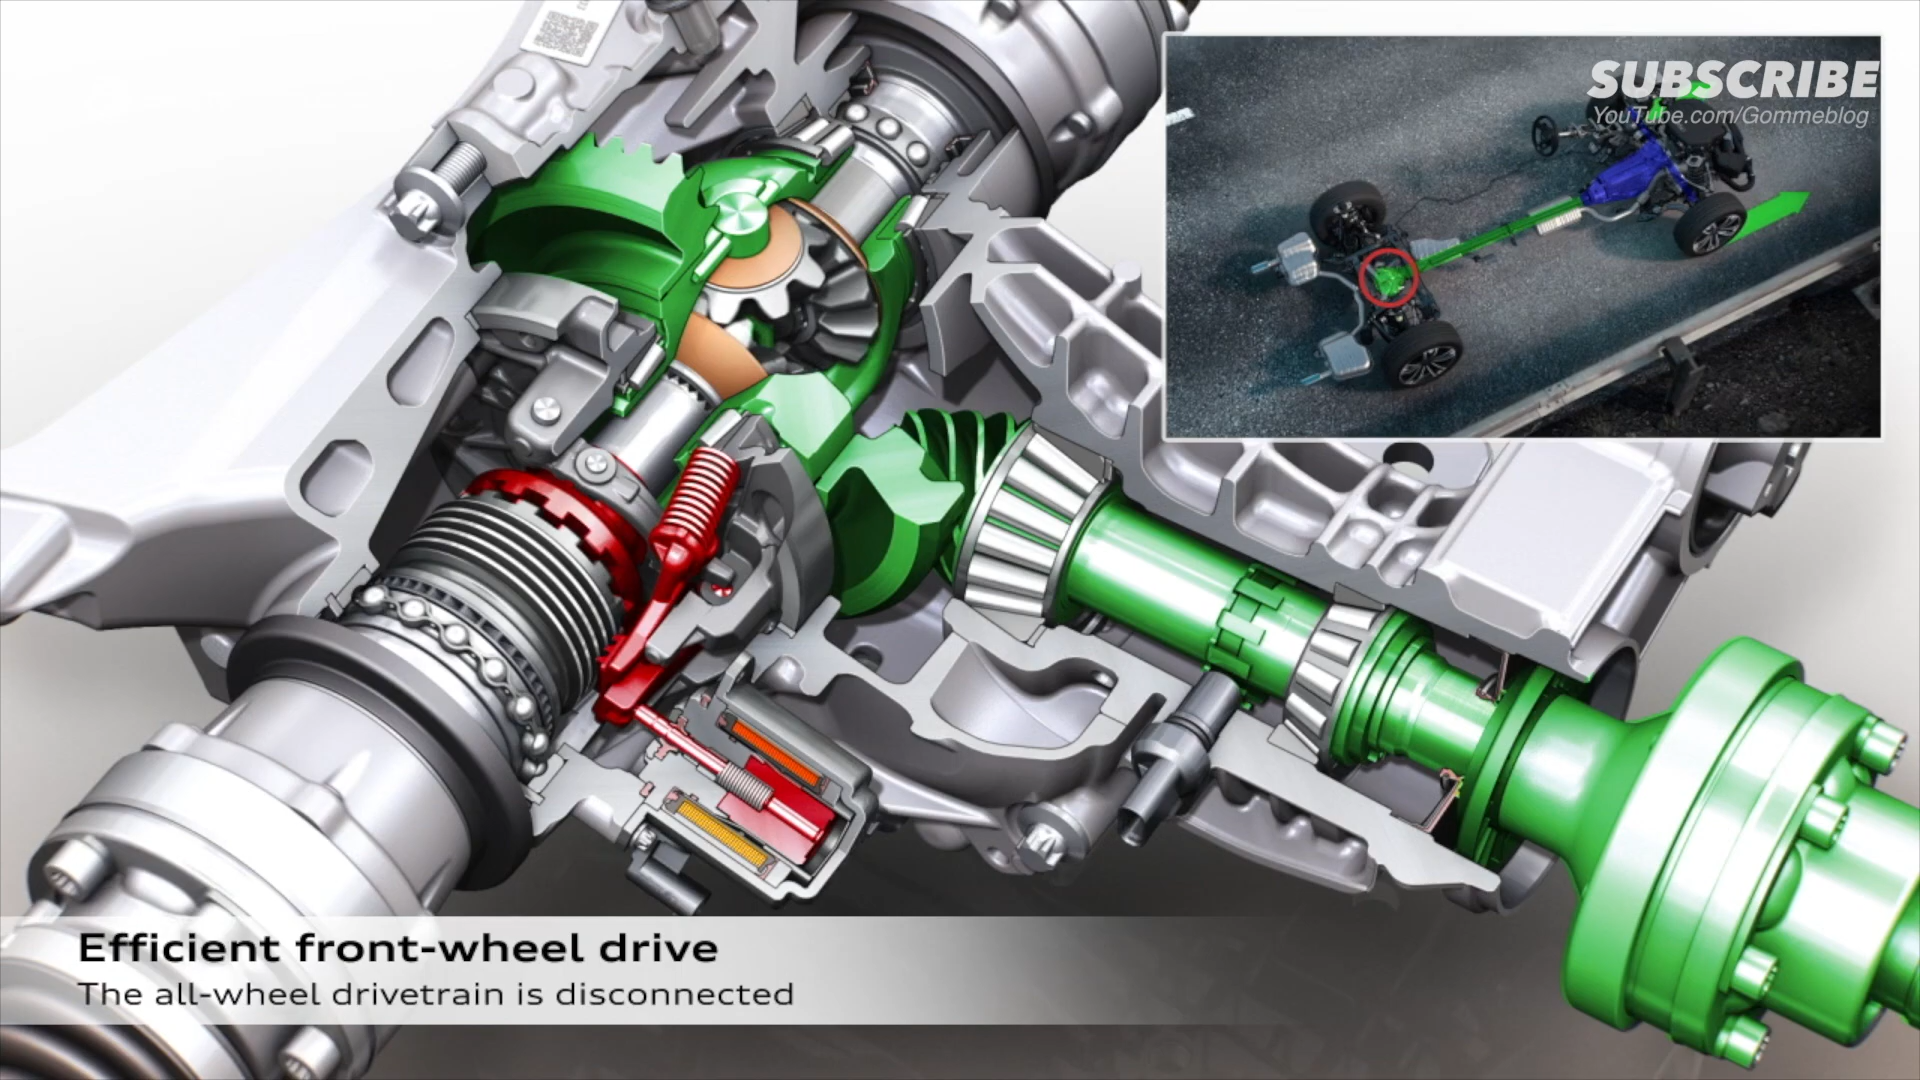 SUBSCRIBE
YouTube.com/Gommeblog
Efficient front-wheel drive
The all-wheel drivetrain is disconnected